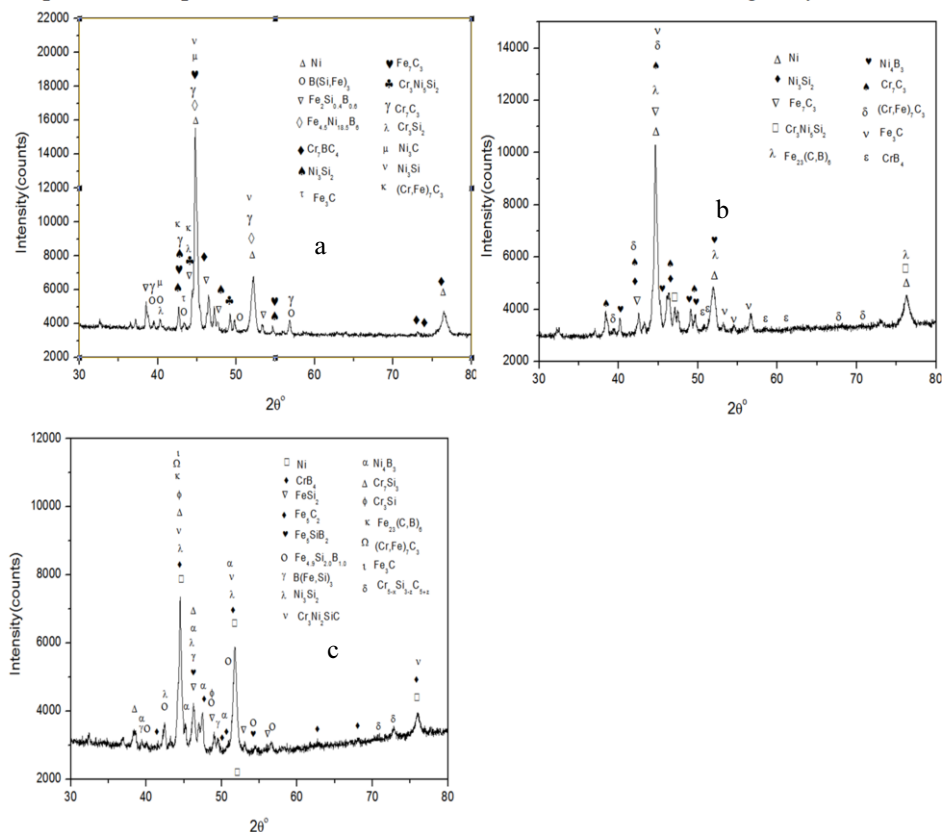 22000
20000
18000
16000
14000
12000
10000
8000
6000
4000
2000
Intensity(counts)
30 40 50 60 70 80
2θ°
a
Δ Ni
O B(Si,Fe)₃
▽ Fe₂Si₀.₄B₀.₆
◊ Fe₄.₅Ni₁₈.₅B₆
♦ Cr₇BC₄
♠ Ni₃Si₂
τ Fe₃C
♥ Fe₇C₃
♣ Cr₃Ni₅Si₂
γ Cr₇C₃
λ Cr₃Si₂
μ Ni₃C
ν Ni₃Si
κ (Cr,Fe)₇C₃
14000
12000
10000
8000
6000
4000
2000
Intensity(counts)
30 40 50 60 70 80
2θ°
b
Δ Ni
♦ Ni₃Si₂
▽ Fe₇C₃
□ Cr₃Ni₅Si₂
λ Fe₂₃(C,B)₆
♥ Ni₄B₃
♠ Cr₇C₃
δ (Cr,Fe)₇C₃
ν Fe₃C
ε CrB₄
12000
10000
8000
6000
4000
2000
Intensity(counts)
30 40 50 60 70 80
2θ°
c
□ Ni
♦ CrB₄
▽ FeSi₂
♦ Fe₅C₂
♥ Fe₅SiB₂
O Fe₄.₉Si₂.₀B₁.₀
γ B(Fe,Si)₃
λ Ni₃Si₂
ν Cr₃Ni₂SiC
α Ni₄B₃
Δ Cr₇Si₃
ϕ Cr₃Si
κ Fe₂₃(C,B)₆
Ω (Cr,Fe)₇C₃
ι Fe₃C
δ Cr₅₋ₓSi₃₋ₓC₅₊ₓ